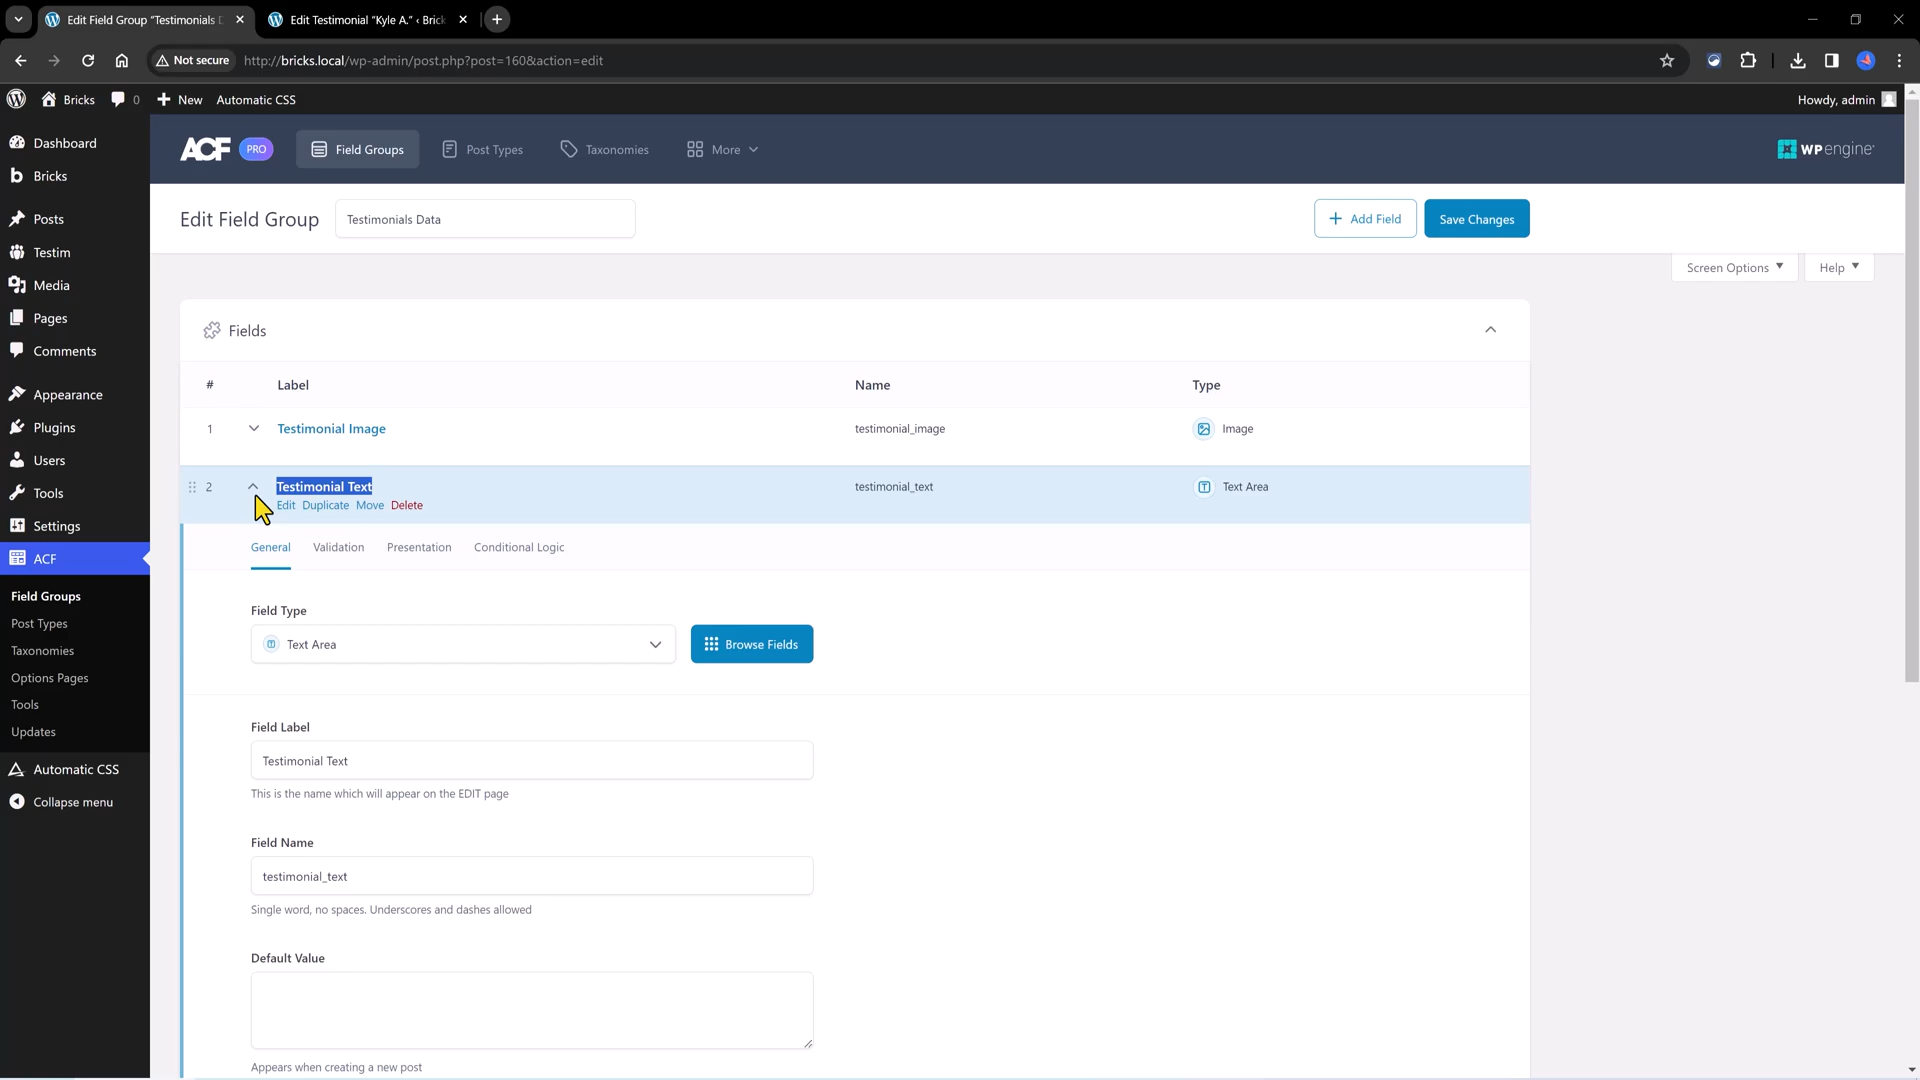 Edit Field Group "Testimonials D
Edit Testimonial "Kyle A." ‹ Brick
Not secure
http://bricks.local/wp-admin/post.php?post=160&action=edit
Bricks
0
New
Automatic CSS
Howdy, admin
Dashboard
Bricks
Posts
Testim
Media
Pages
Comments
Appearance
Plugins
Users
Tools
Settings
ACF
Field Groups
Post Types
Taxonomies
Options Pages
Tools
Updates
Automatic CSS
Collapse menu
ACF PRO
Field Groups
Post Types
Taxonomies
More
WP engine
Edit Field Group
Testimonials Data
Add Field
Save Changes
Screen Options
Help
Fields
# Label Name Type
1 Testimonial Image testimonial_image Image
2 Testimonial Text testimonial_text Text Area
Edit Duplicate Move Delete
General Validation Presentation Conditional Logic
Field Type
Text Area
Browse Fields
Field Label
Testimonial Text
This is the name which will appear on the EDIT page
Field Name
testimonial_text
Single word, no spaces. Underscores and dashes allowed
Default Value
Appears when creating a new post